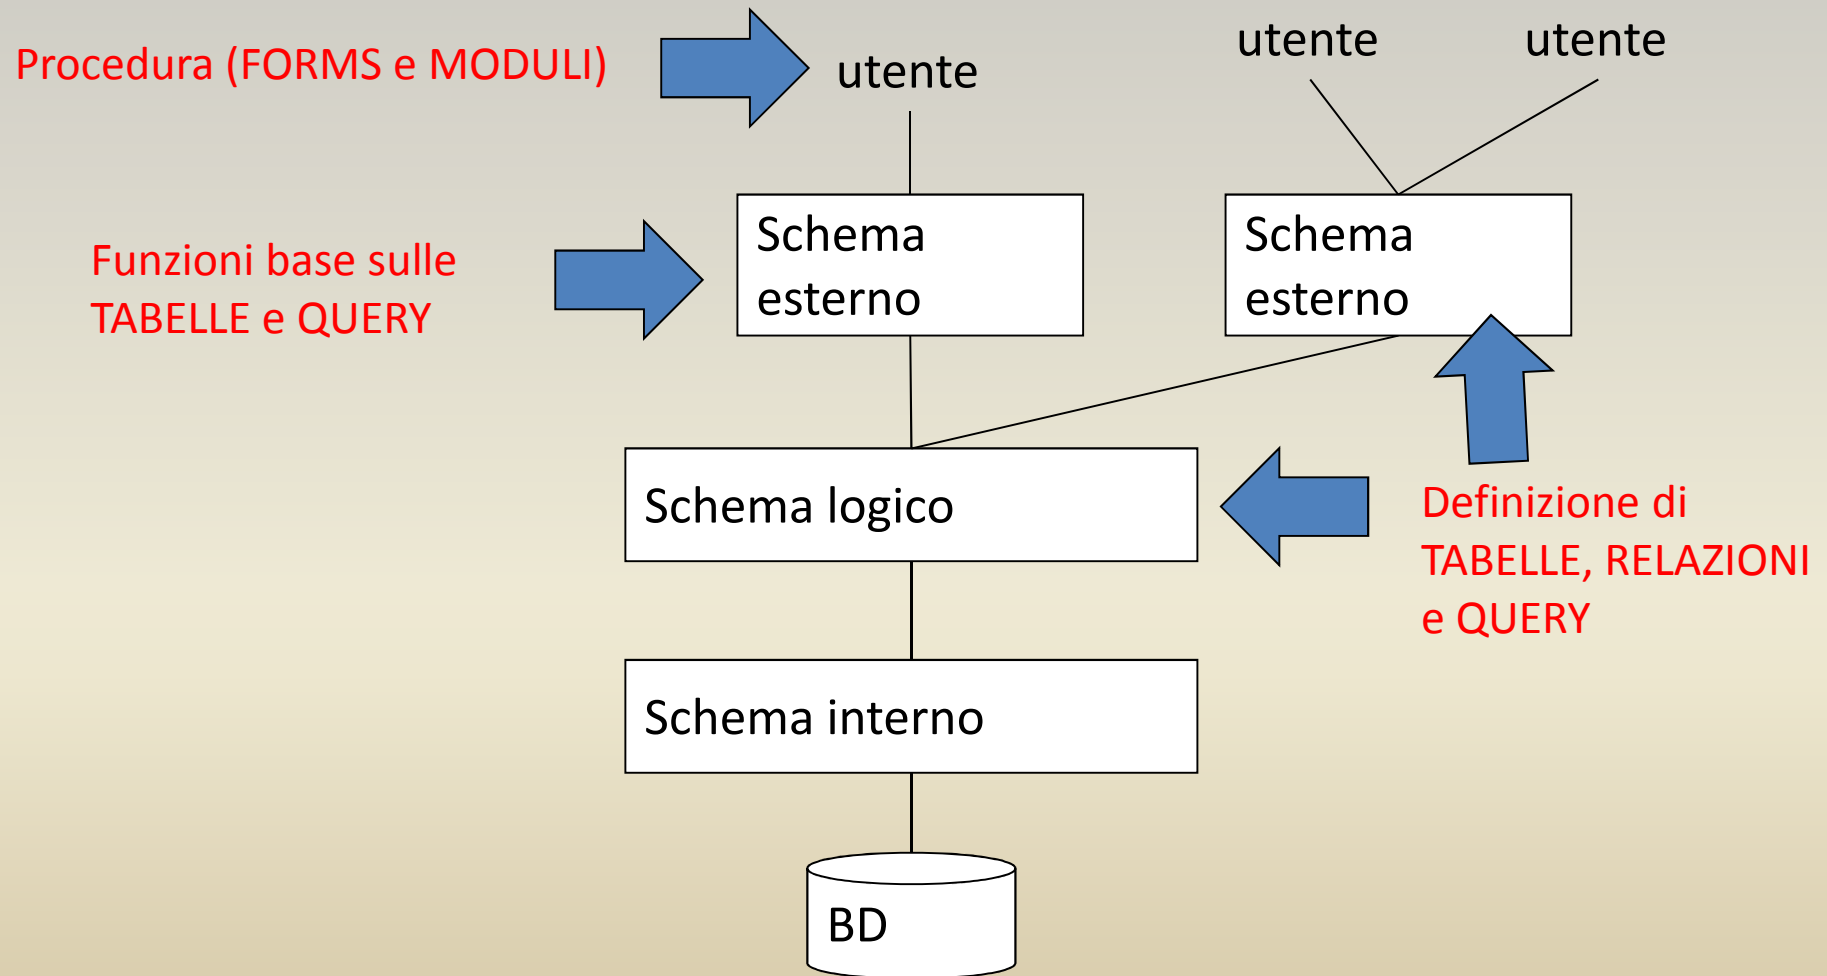 Procedura (FORMS e MODULI)
utente
utente
utente
Funzioni base sulle
TABELLE e QUERY
Schema
esterno
Schema
esterno
Schema logico
Definizione di
TABELLE, RELAZIONI
e QUERY
Schema interno
BD